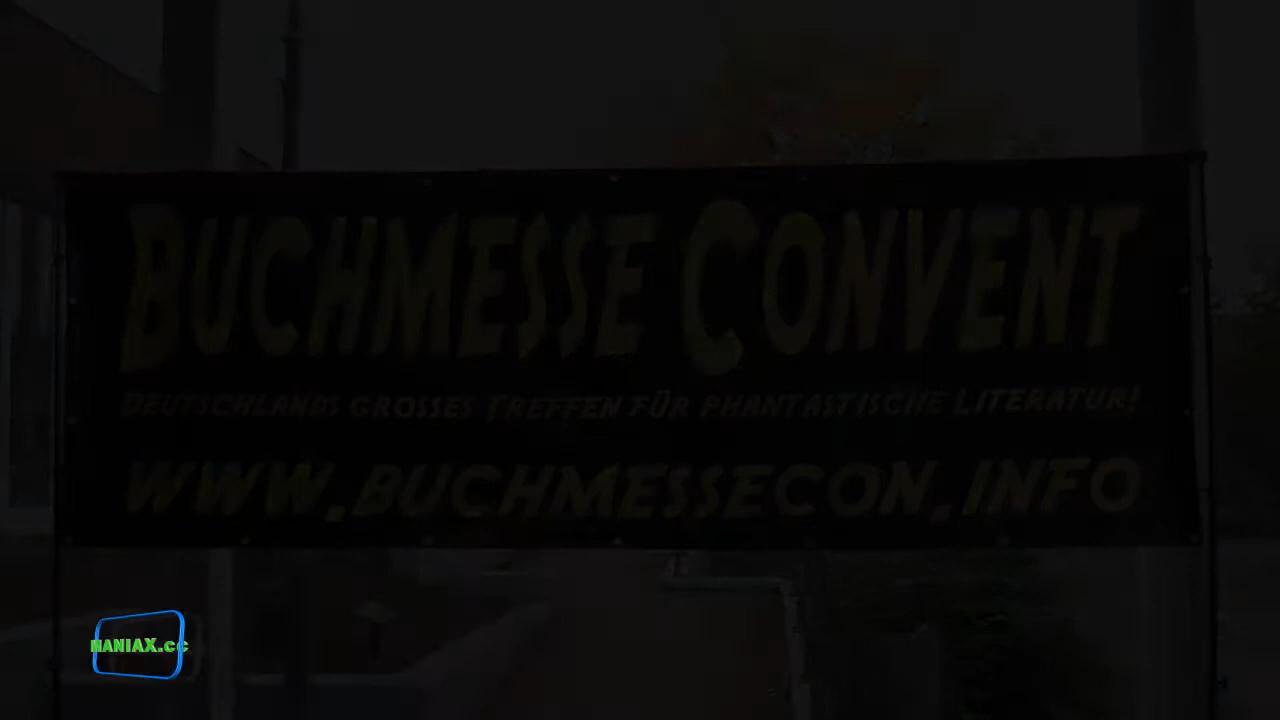 BUCHMESSE CONVENT
DEUTSCHLANDS GROSSES TREFFEN FÜR PHANTASTISCHE LITERATUR!
WWW.BUCHMESSECON.INFO
MANIAX.cc